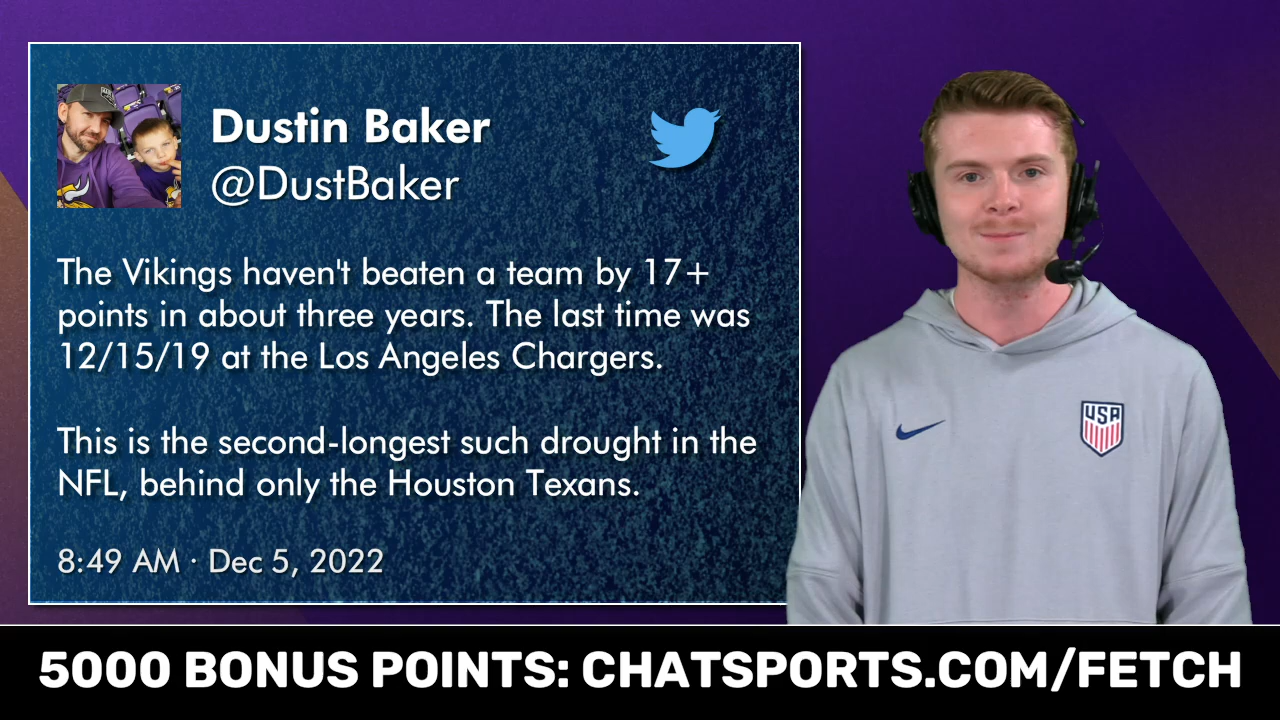 Dustin Baker
@DustBaker
The Vikings haven't beaten a team by 17+
points in about three years. The last time was
12/15/19 at the Los Angeles Chargers.
This is the second-longest such drought in the
NFL, behind only the Houston Texans.
8:49 AM · Dec 5, 2022
USA
5000 BONUS POINTS: CHATSPORTS.COM/FETCH